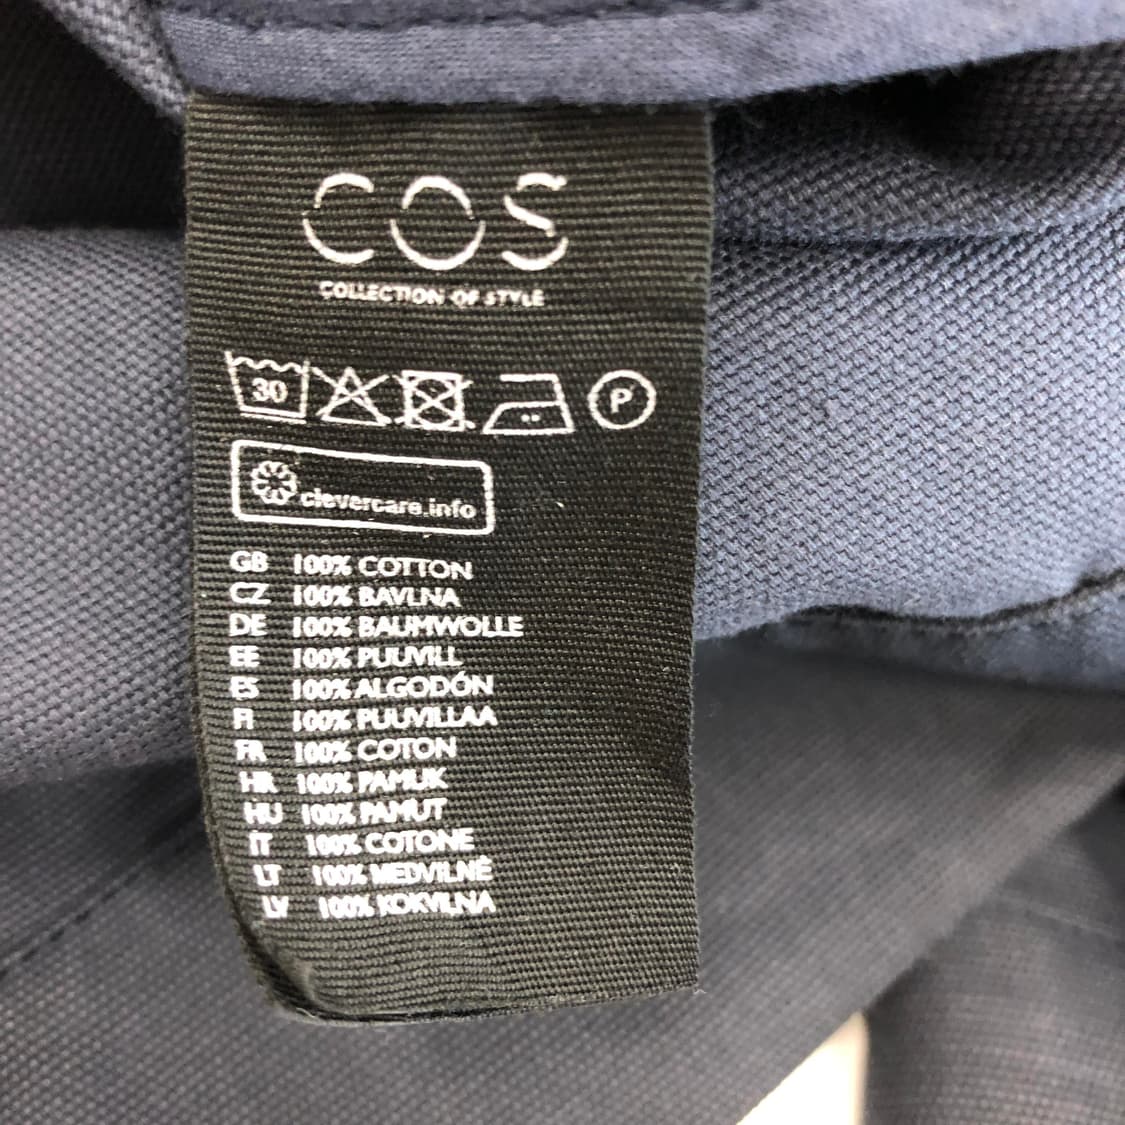 COS
COLLECTION OF STYLE
30 P
clevercare.info
GB 100% COTTON
CZ 100% BAVLNA
DE 100% BAUMWOLLE
EE 100% PUUVILL
ES 100% ALGODÓN
FI 100% PUUVILLAA
FR 100% COTON
HR 100% PAMUK
HU 100% PAMUT
IT 100% COTONE
LT 100% MEDVILNĖ
LV 100% KOKVILNA